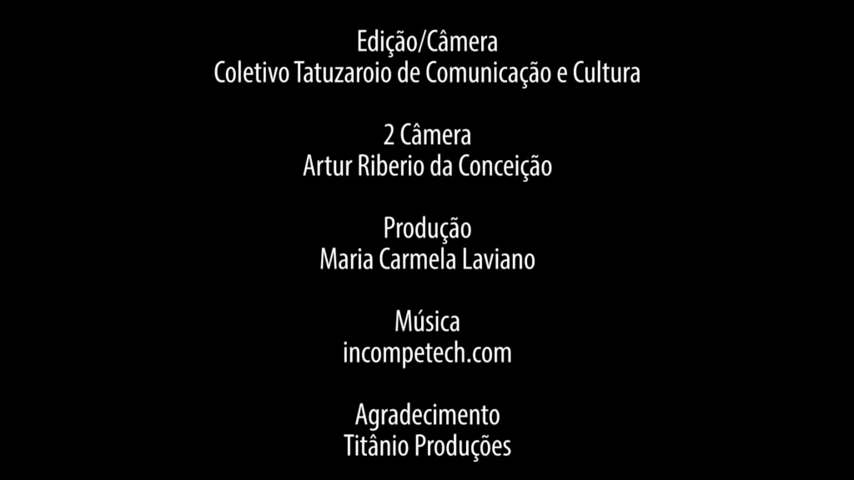 Edição/Câmera
Coletivo Tatuzaroio de Comunicação e Cultura
2 Câmera
Artur Riberio da Conceição
Produção
Maria Carmela Laviano
Música
incompetech.com
Agradecimento
Titânio Produções